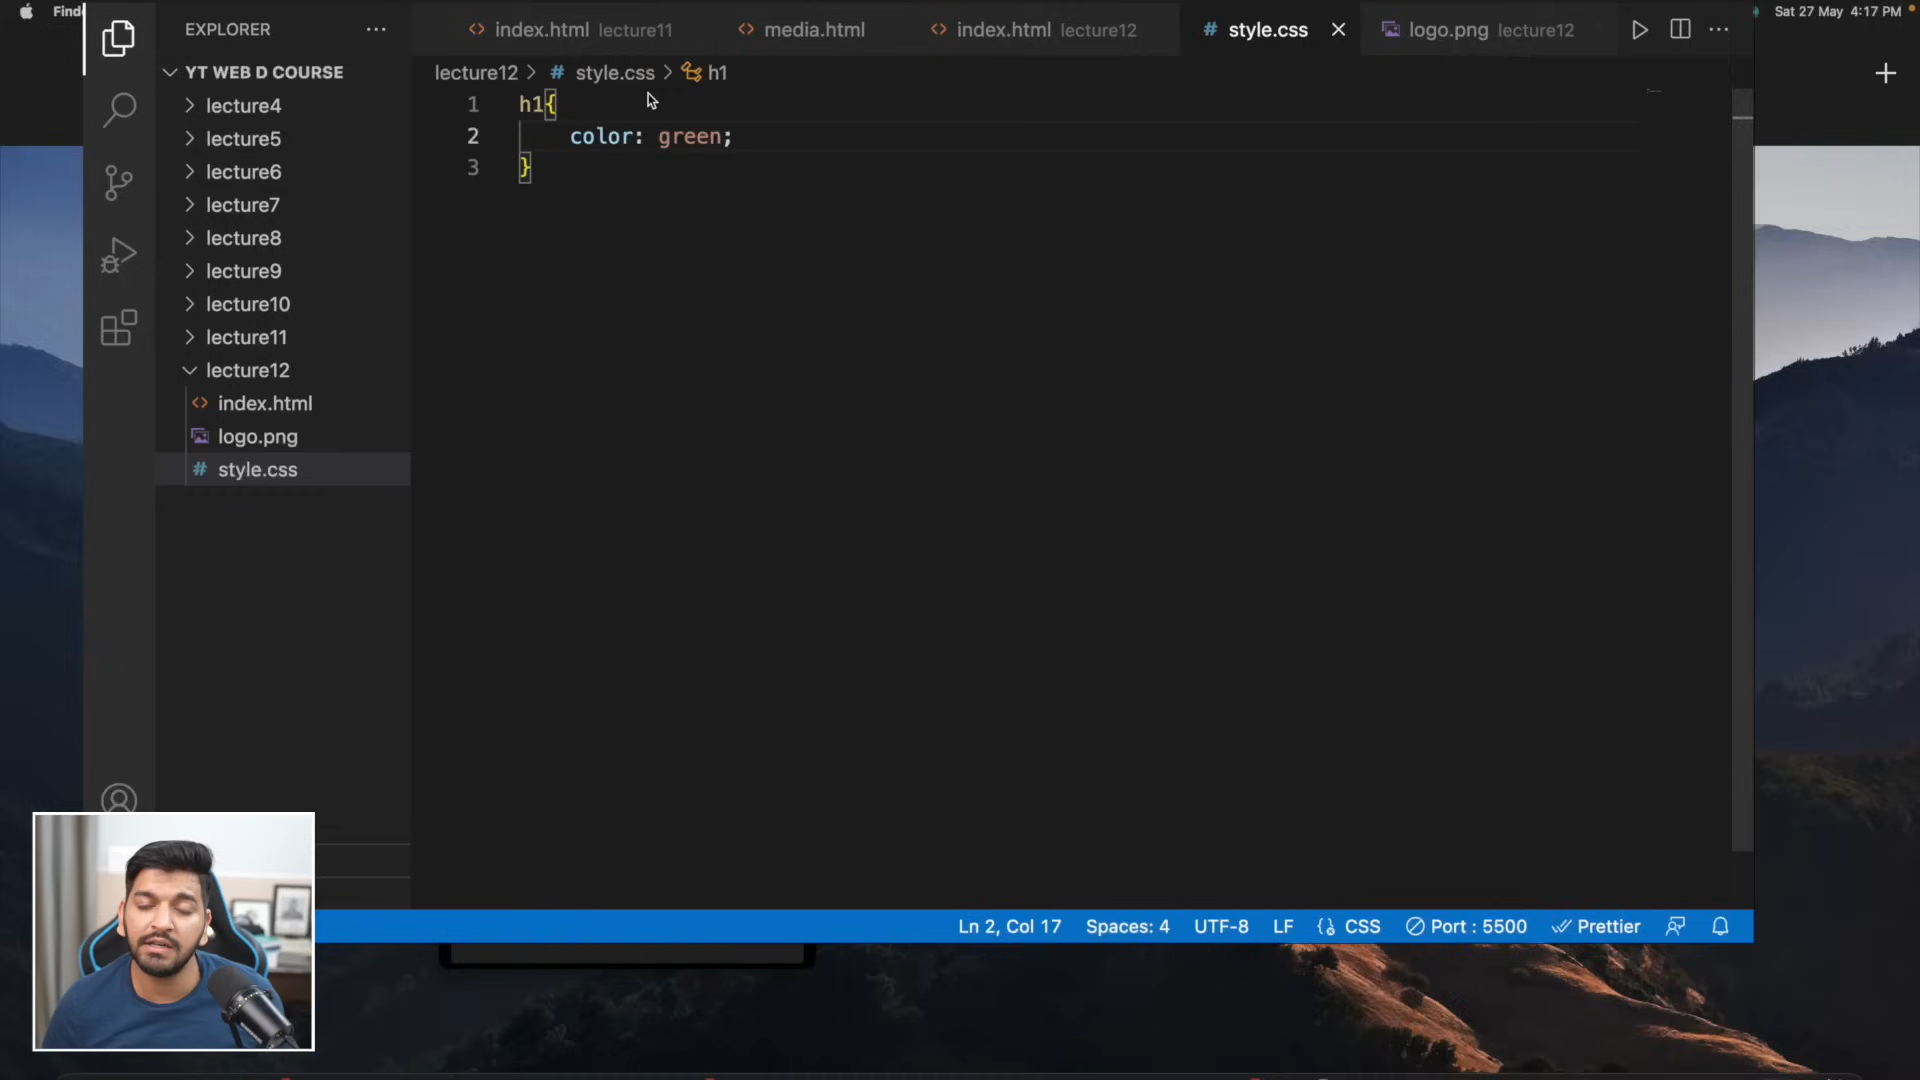 Finde
Sat 27 May 4:17 PM
EXPLORER
index.html lecture11
media.html
index.html lecture12
# style.css
logo.png lecture12
YT WEB D COURSE
lecture12 > # style.css > h1
lecture4
lecture5
lecture6
lecture7
lecture8
lecture9
lecture10
lecture11
lecture12
index.html
logo.png
# style.css
1 h1{
2 color: green;
3 }
Ln 2, Col 17 Spaces: 4 UTF-8 LF CSS Port : 5500 Prettier